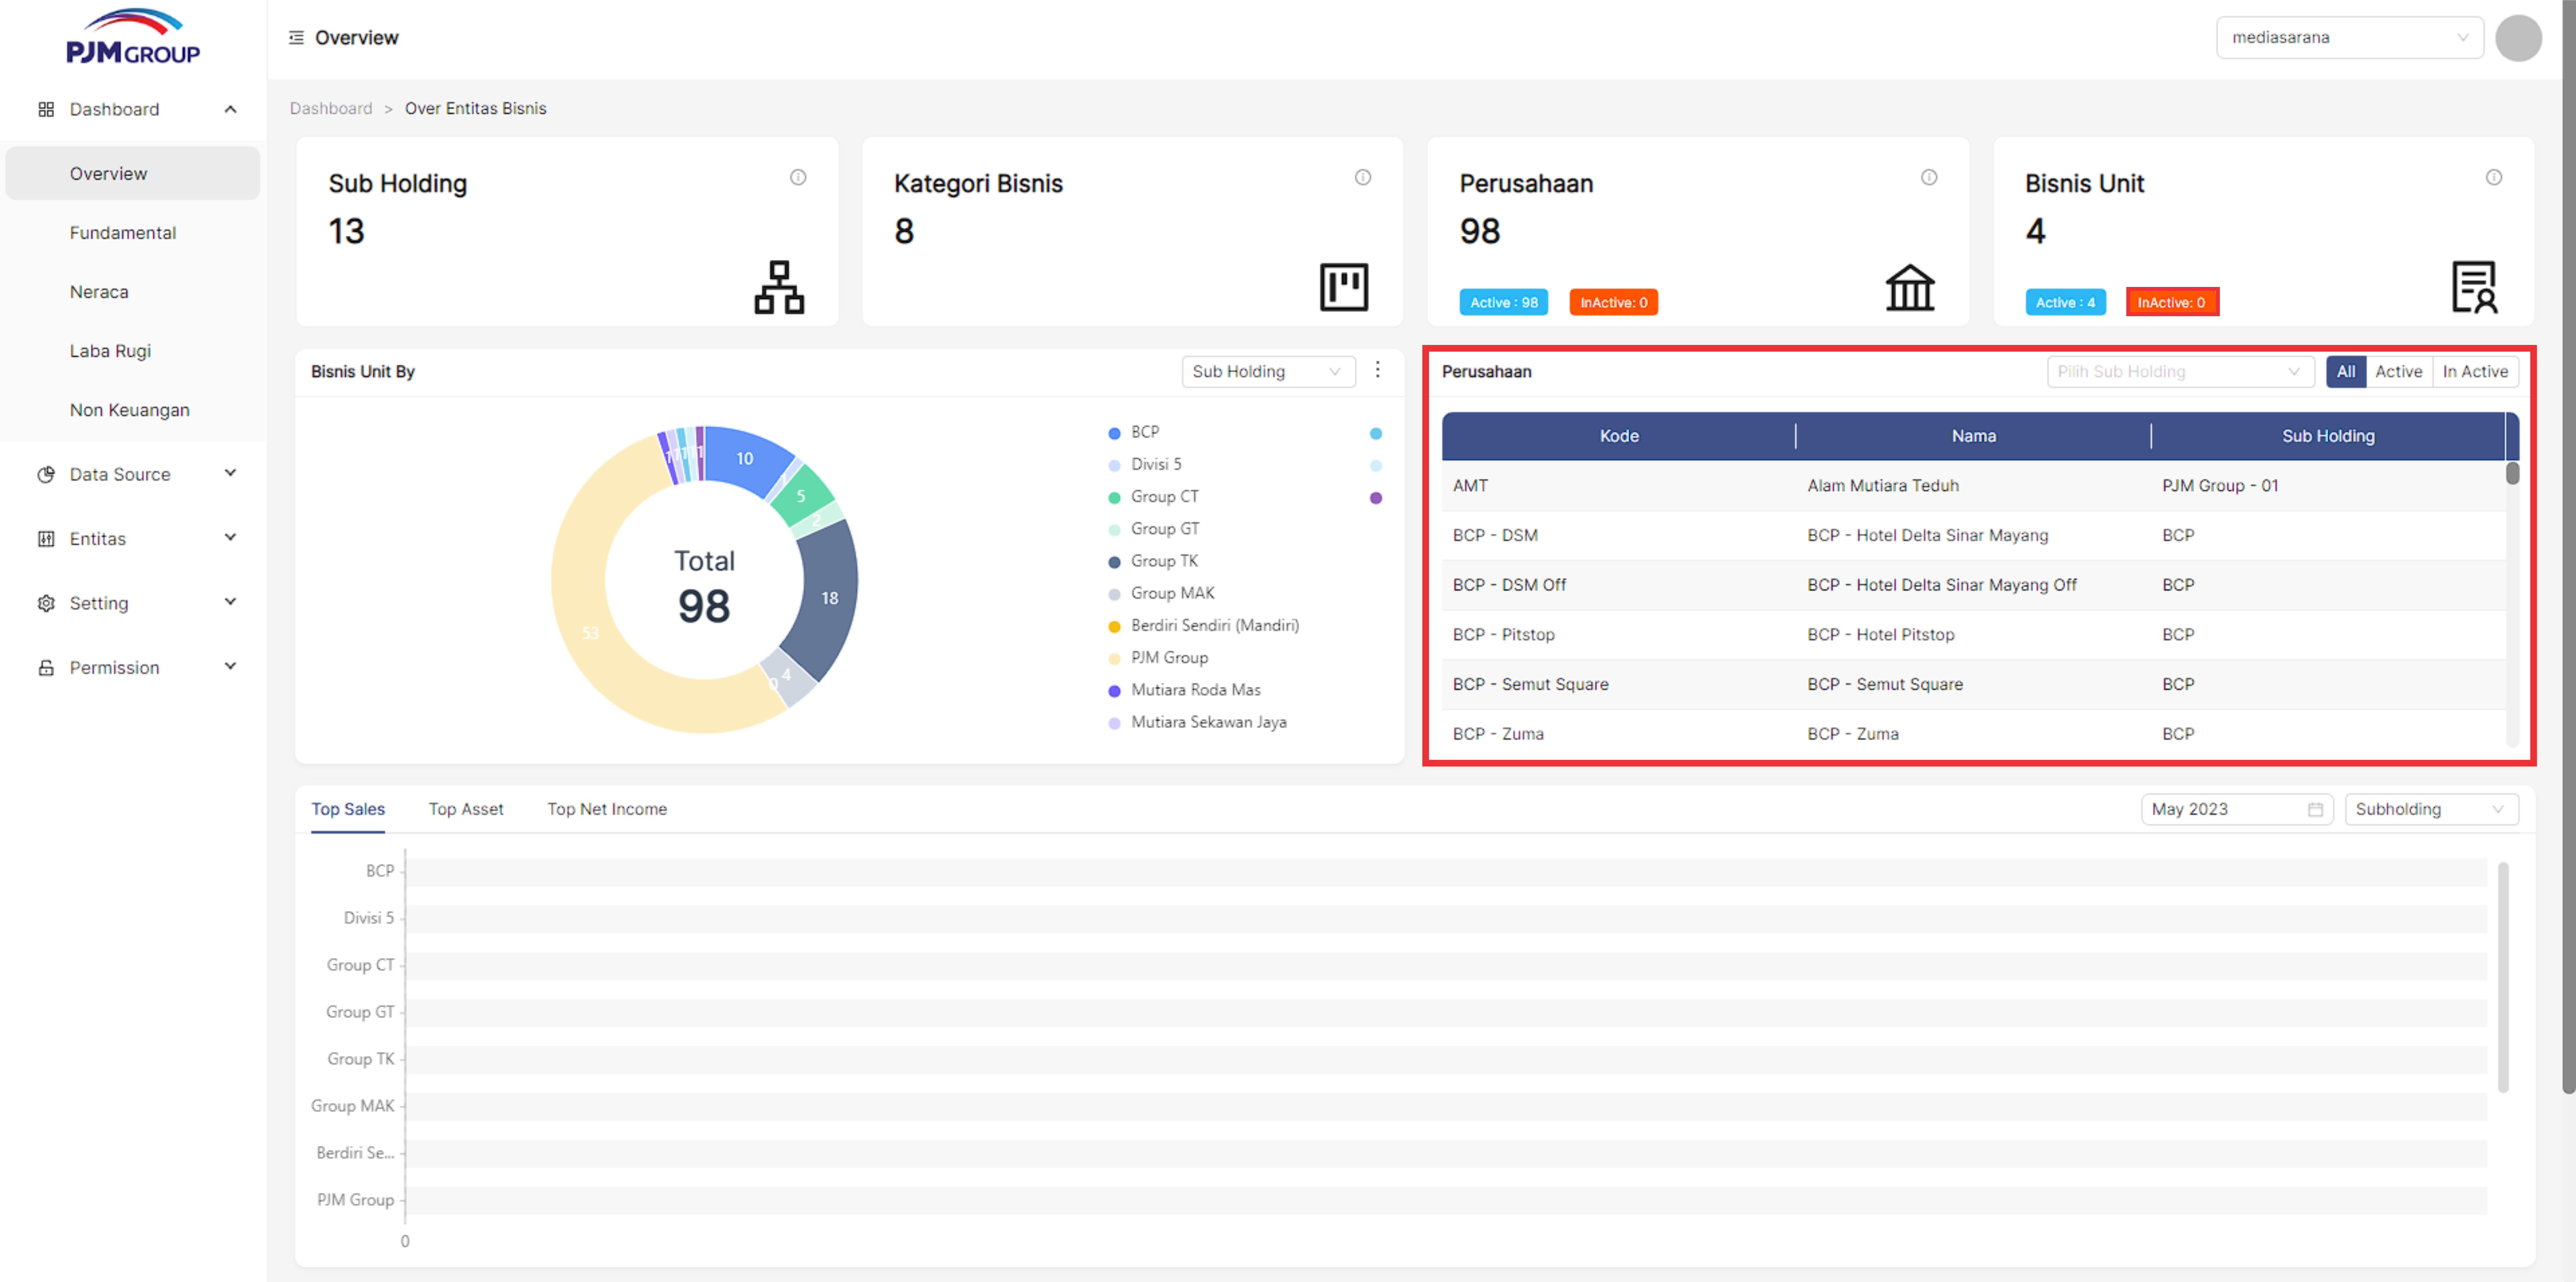 PJM GROUP
Overview
mediasarana
Dashboard
Overview
Fundamental
Neraca
Laba Rugi
Non Keuangan
Data Source
Entitas
Setting
Permission
Dashboard > Over Entitas Bisnis
Sub Holding
13
Kategori Bisnis
8
Perusahaan
98
Active : 98
InActive: 0
Bisnis Unit
4
Active : 4
InActive: 0
Bisnis Unit By
Sub Holding
10
5
2
18
4
0
53
1
1
1
1
1
Total
98
BCP
Divisi 5
Group CT
Group GT
Group TK
Group MAK
Berdiri Sendiri (Mandiri)
PJM Group
Mutiara Roda Mas
Mutiara Sekawan Jaya
Perusahaan
Pilih Sub Holding
All
Active
In Active
Kode Nama Sub Holding
AMT Alam Mutiara Teduh PJM Group - 01
BCP - DSM BCP - Hotel Delta Sinar Mayang BCP
BCP - DSM Off BCP - Hotel Delta Sinar Mayang Off BCP
BCP - Pitstop BCP - Hotel Pitstop BCP
BCP - Semut Square BCP - Semut Square BCP
BCP - Zuma BCP - Zuma BCP
Top Sales
Top Asset
Top Net Income
May 2023
Subholding
BCP
Divisi 5
Group CT
Group GT
Group TK
Group MAK
Berdiri Se...
PJM Group
0